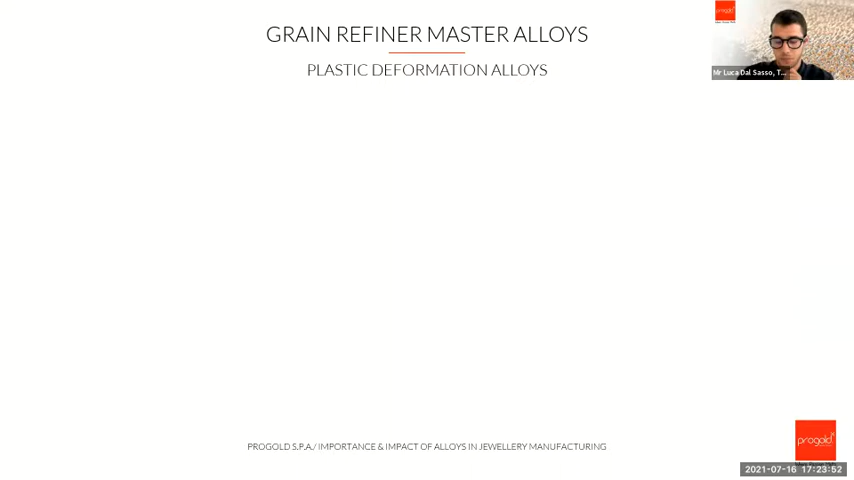 GRAIN REFINER MASTER ALLOYS
PLASTIC DEFORMATION ALLOYS
progold
Mr Luca Dal Sasso, T...
PROGOLD S.P.A./ IMPORTANCE & IMPACT OF ALLOYS IN JEWELLERY MANUFACTURING
progold
2021-07-16 17:23:52